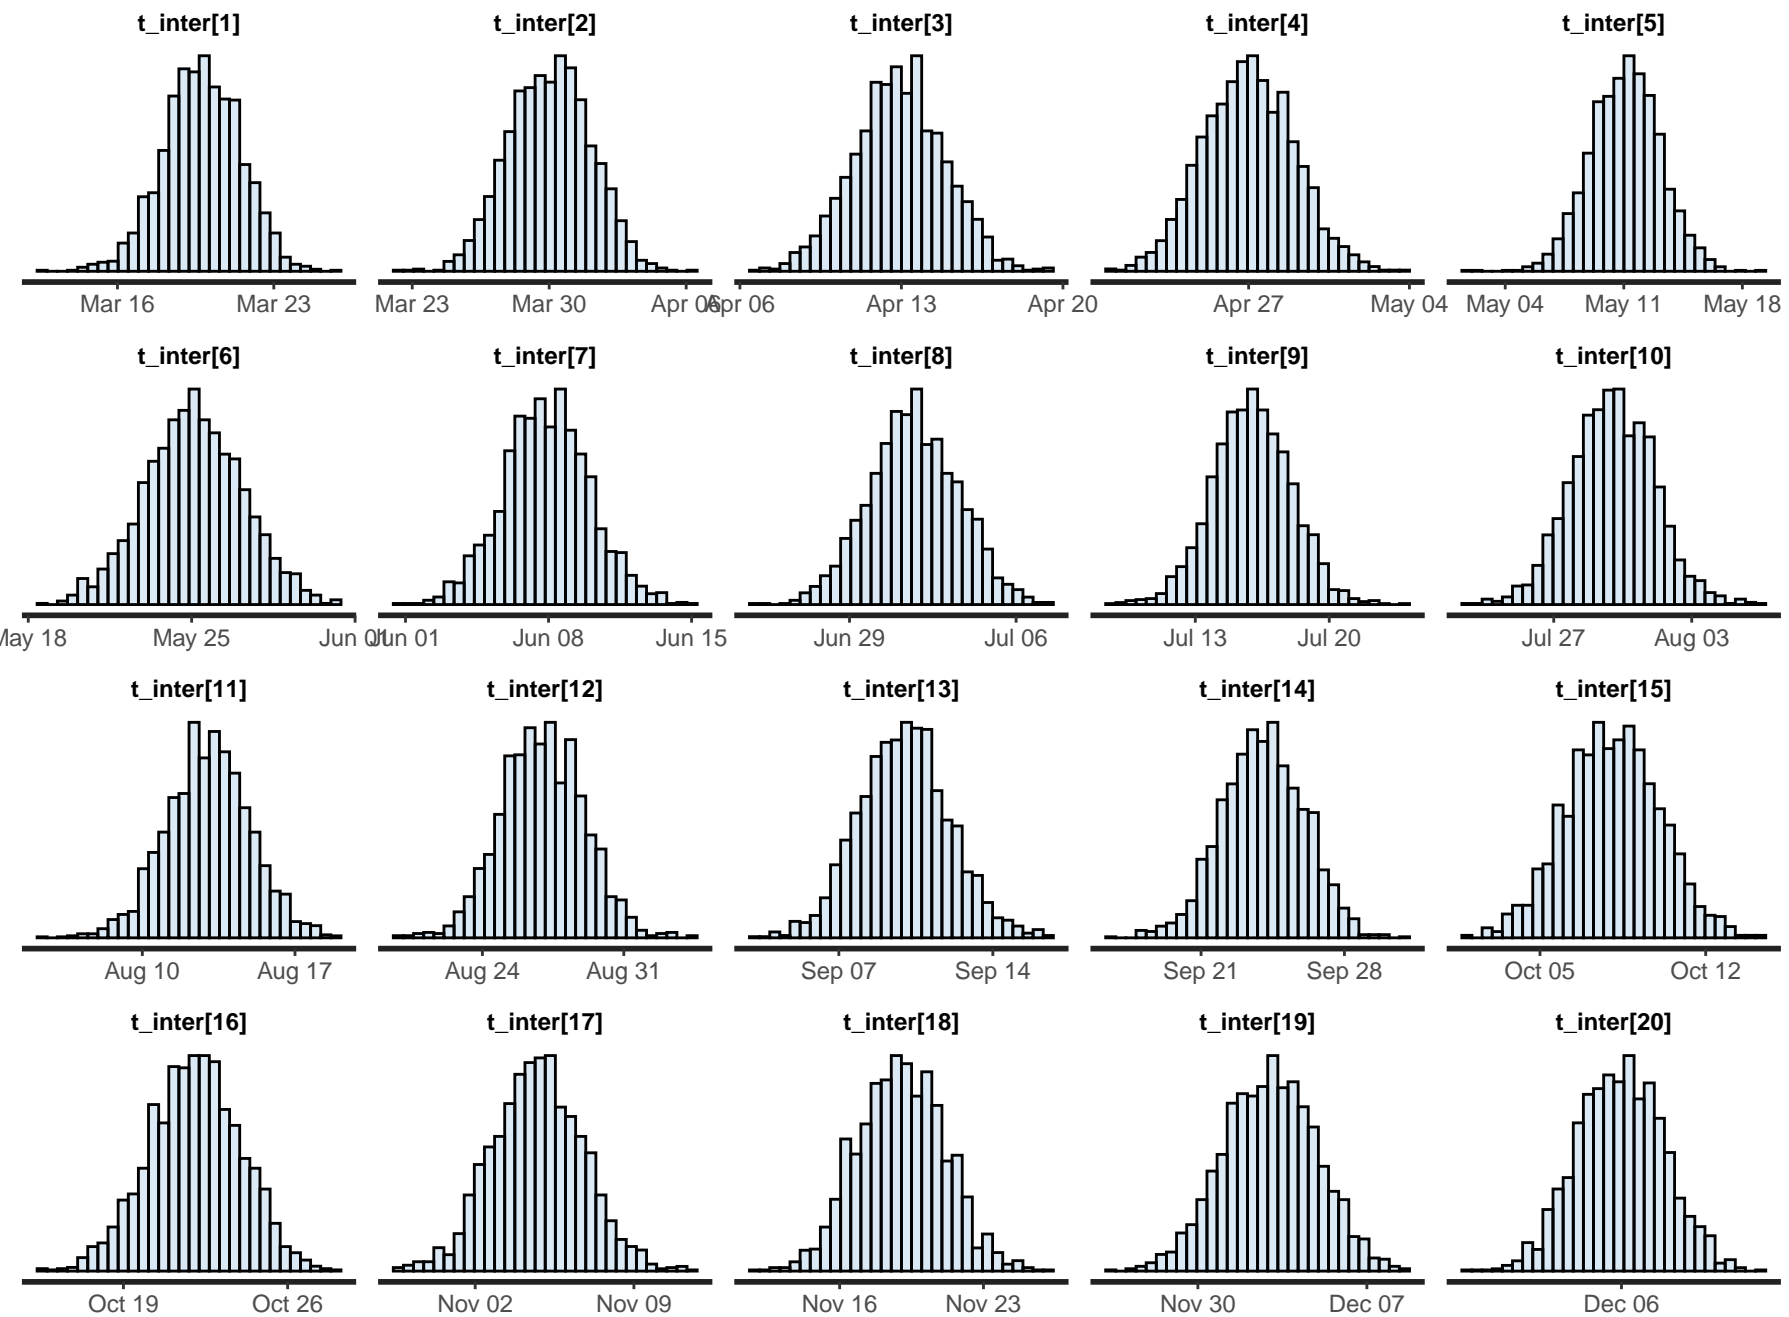 t_inter[1] t_inter[2] t_inter[3] t_inter[4] t_inter[5]
Mar 16 Mar 23 Mar 23 Mar 30 Apr 06 Apr 06 Apr 13 Apr 20 Apr 27 May 04 May 04 May 11 May 18
t_inter[6] t_inter[7] t_inter[8] t_inter[9] t_inter[10]
May 18 May 25 Jun 01 Jun 01 Jun 08 Jun 15 Jun 29 Jul 06 Jul 13 Jul 20 Jul 27 Aug 03
t_inter[11] t_inter[12] t_inter[13] t_inter[14] t_inter[15]
Aug 10 Aug 17 Aug 24 Aug 31 Sep 07 Sep 14 Sep 21 Sep 28 Oct 05 Oct 12
t_inter[16] t_inter[17] t_inter[18] t_inter[19] t_inter[20]
Oct 19 Oct 26 Nov 02 Nov 09 Nov 16 Nov 23 Nov 30 Dec 07 Dec 06